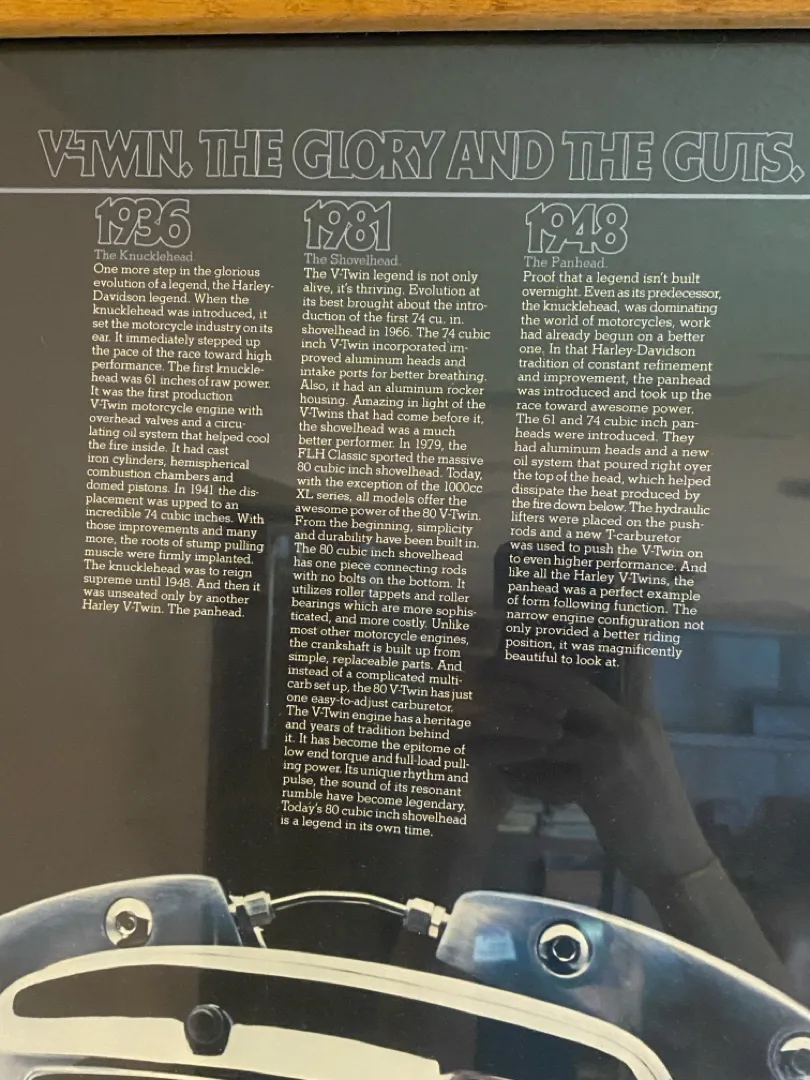 V-TWIN. THE GLORY AND THE GUTS.
1936
The Knucklehead.
One more step in the glorious
evolution of a legend, the Harley-
Davidson legend. When the
knucklehead was introduced, it
set the motorcycle industry on its
ear. It immediately stepped up
the pace of the race toward high
performance. The first knuckle-
head was 61 inches of raw power.
It was the first production
V-Twin motorcycle engine with
overhead valves and a circu-
lating oil system that helped cool
the fire inside. It had cast
iron cylinders, hemispherical
combustion chambers and
domed pistons. In 1941 the dis-
placement was upped to an
incredible 74 cubic inches. With
those improvements and many
more, the roots of stump pulling
muscle were firmly implanted.
The knucklehead was to reign
supreme until 1948. And then it
was unseated only by another
Harley V-Twin. The panhead.
1981
The Shovelhead.
The V-Twin legend is not only
alive, it's thriving. Evolution at
its best brought about the intro-
duction of the first 74 cu. in.
shovelhead in 1966. The 74 cubic
inch V-Twin incorporated im-
proved aluminum heads and
intake ports for better breathing.
Also, it had an aluminum rocker
housing. Amazing in light of the
V-Twins that had come before it,
the shovelhead was a much
better performer. In 1979, the
FLH Classic sported the massive
80 cubic inch shovelhead. Today,
with the exception of the 1000cc
XL series, all models offer the
awesome power of the 80 V-Twin.
From the beginning, simplicity
and durability have been built in.
The 80 cubic inch shovelhead
has one piece connecting rods
with no bolts on the bottom. It
utilizes roller tappets and roller
bearings which are more sophis-
ticated, and more costly. Unlike
most other motorcycle engines,
the crankshaft is built up from
simple, replaceable parts. And
instead of a complicated multi-
carb set up, the 80 V-Twin has just
one easy-to-adjust carburetor.
The V-Twin engine has a heritage
and years of tradition behind
it. It has become the epitome of
low end torque and full-load pull-
ing power. Its unique rhythm and
pulse, the sound of its resonant
rumble have become legendary.
Today's 80 cubic inch shovelhead
is a legend in its own time.
1948
The Panhead.
Proof that a legend isn't built
overnight. Even as its predecessor,
the knucklehead, was dominating
the world of motorcycles, work
had already begun on a better
one. In that Harley-Davidson
tradition of constant refinement
and improvement, the panhead
was introduced and took up the
race toward awesome power.
The 61 and 74 cubic inch pan-
heads were introduced. They
had aluminum heads and a new
oil system that poured right over
the top of the head, which helped
dissipate the heat produced by
the fire down below. The hydraulic
lifters were placed on the push-
rods and a new T-carburetor
was used to push the V-Twin on
to even higher performance. And
like all the Harley V-Twins, the
panhead was a perfect example
of form following function. The
narrow engine configuration not
only provided a better riding
position, it was magnificently
beautiful to look at.